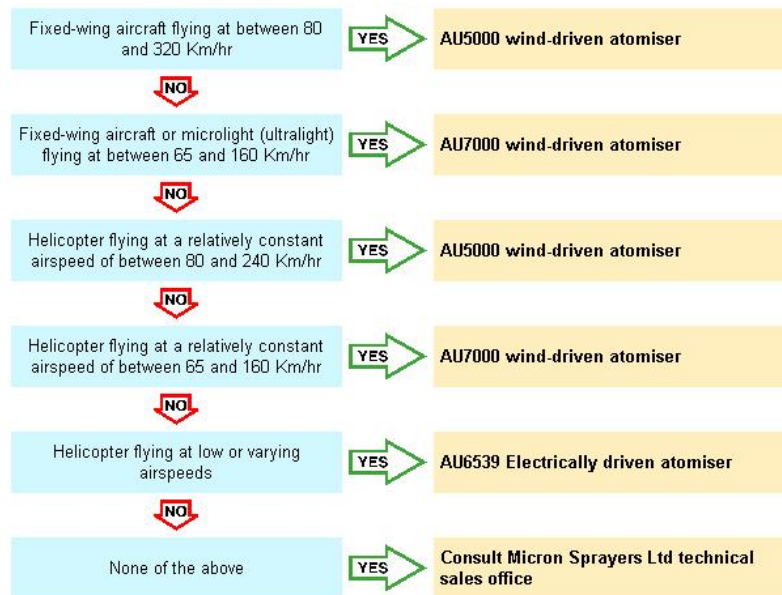 Fixed-wing aircraft flying at between 80
and 320 Km/hr
YES
AU5000 wind-driven atomiser
NO
Fixed-wing aircraft or microlight (ultralight)
flying at between 65 and 160 Km/hr
YES
AU7000 wind-driven atomiser
NO
Helicopter flying at a relatively constant
airspeed of between 80 and 240 Km/hr
YES
AU5000 wind-driven atomiser
NO
Helicopter flying at a relatively constant
airspeed of between 65 and 160 Km/hr
YES
AU7000 wind-driven atomiser
NO
Helicopter flying at low or varying
airspeeds
YES
AU6539 Electrically driven atomiser
NO
None of the above
YES
Consult Micron Sprayers Ltd technical
sales office